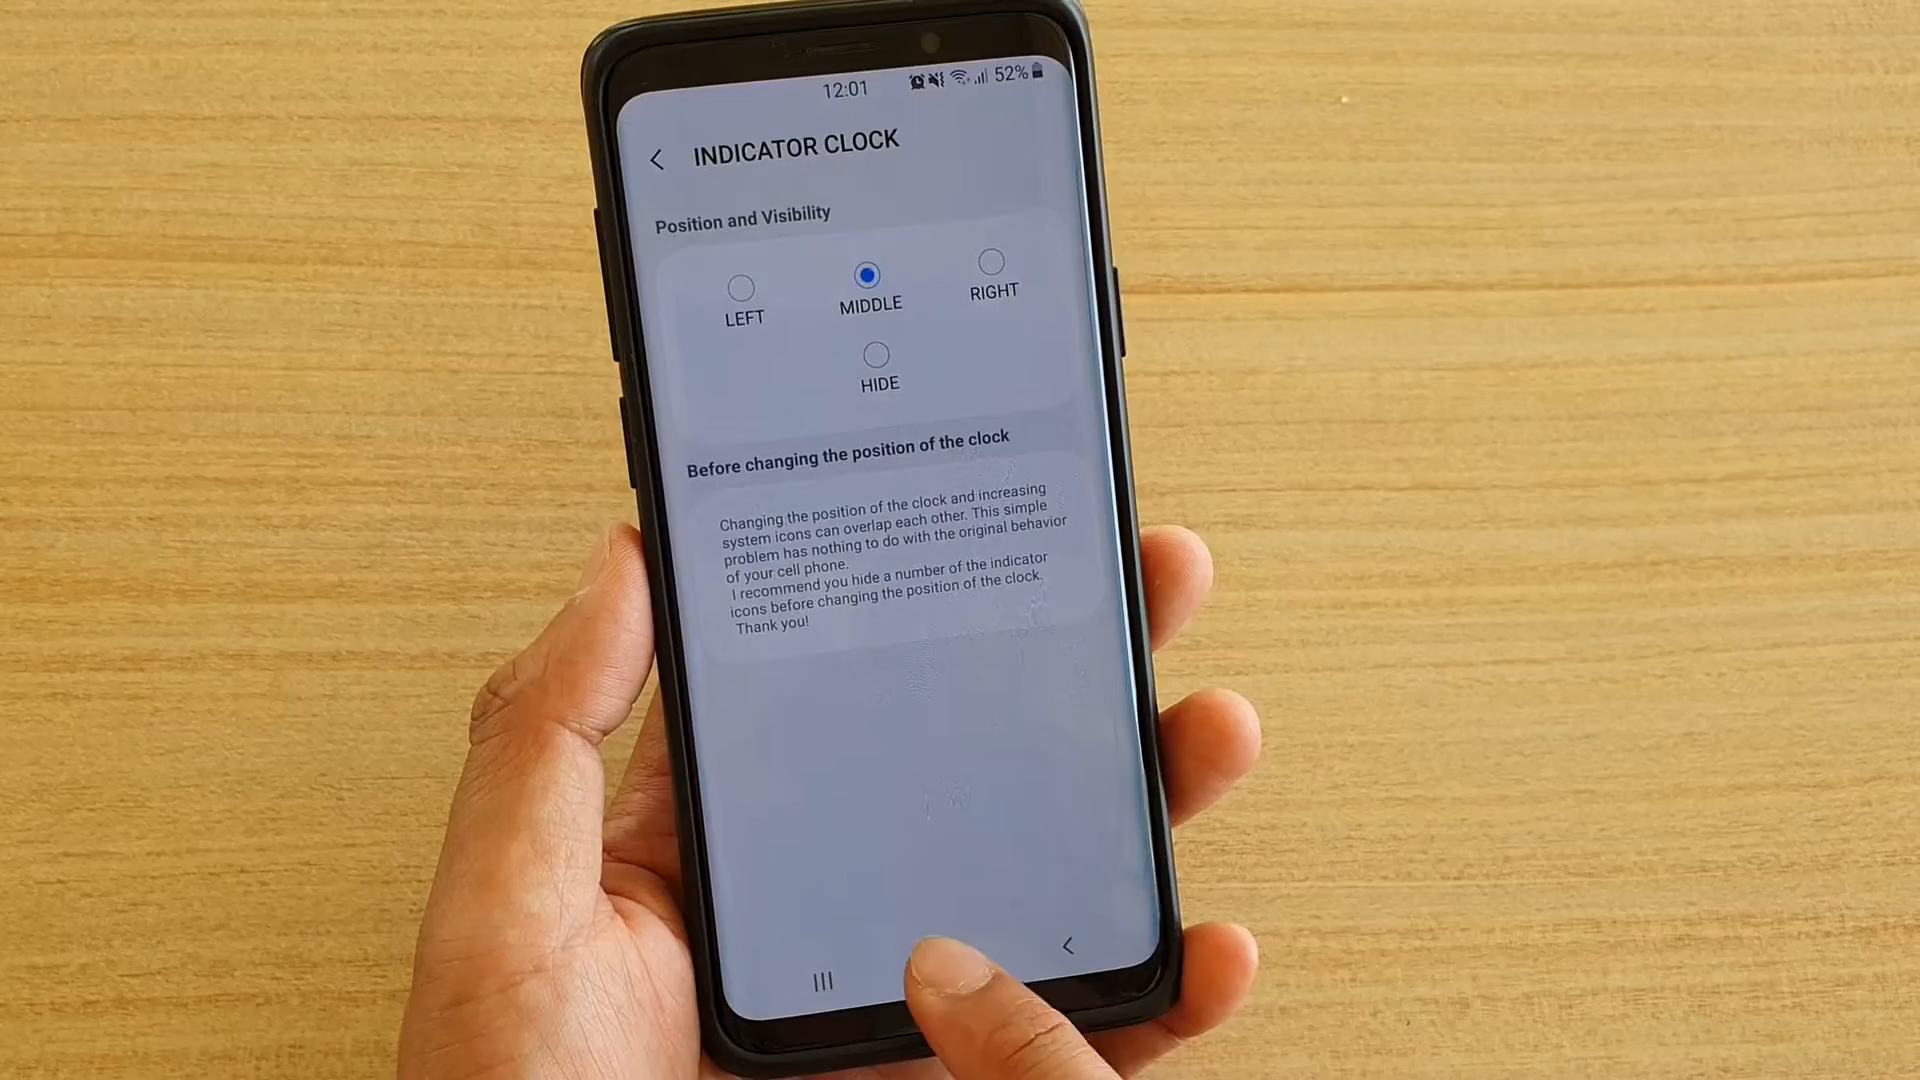 12:01 52%
INDICATOR CLOCK
Position and Visibility
LEFT MIDDLE RIGHT
HIDE
Before changing the position of the clock
Changing the position of the clock and increasing
system icons can overlap each other. This simple
problem has nothing to do with the original behavior
of your cell phone.
I recommend you hide a number of the indicator
icons before changing the position of the clock.
Thank you!